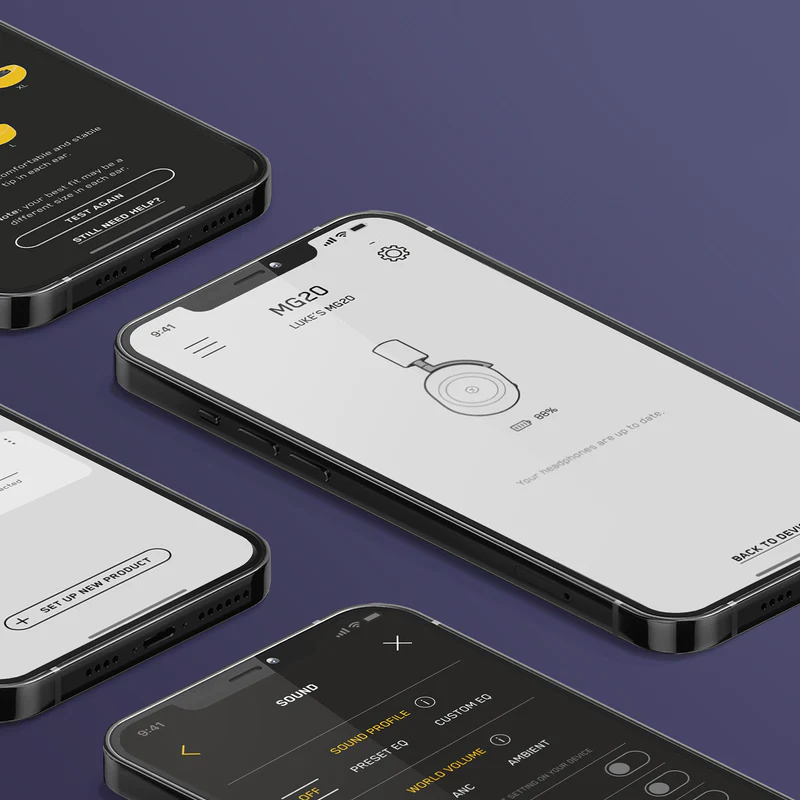 XL
L
comfortable and stable
tip in each ear.
Note: your best fit may be a
different size in each ear.
TEST AGAIN
STILL NEED HELP?
9:41
MG20
LUKE'S MG20
88%
Your headphones are up to date.
BACK TO
SET UP NEW PRODUCT
9:41
SOUND
SOUND PROFILE
OFF
PRESET EQ
CUSTOM EQ
WORLD VOLUME
ANC
AMBIENT
SETTING ON YOUR DEVICE